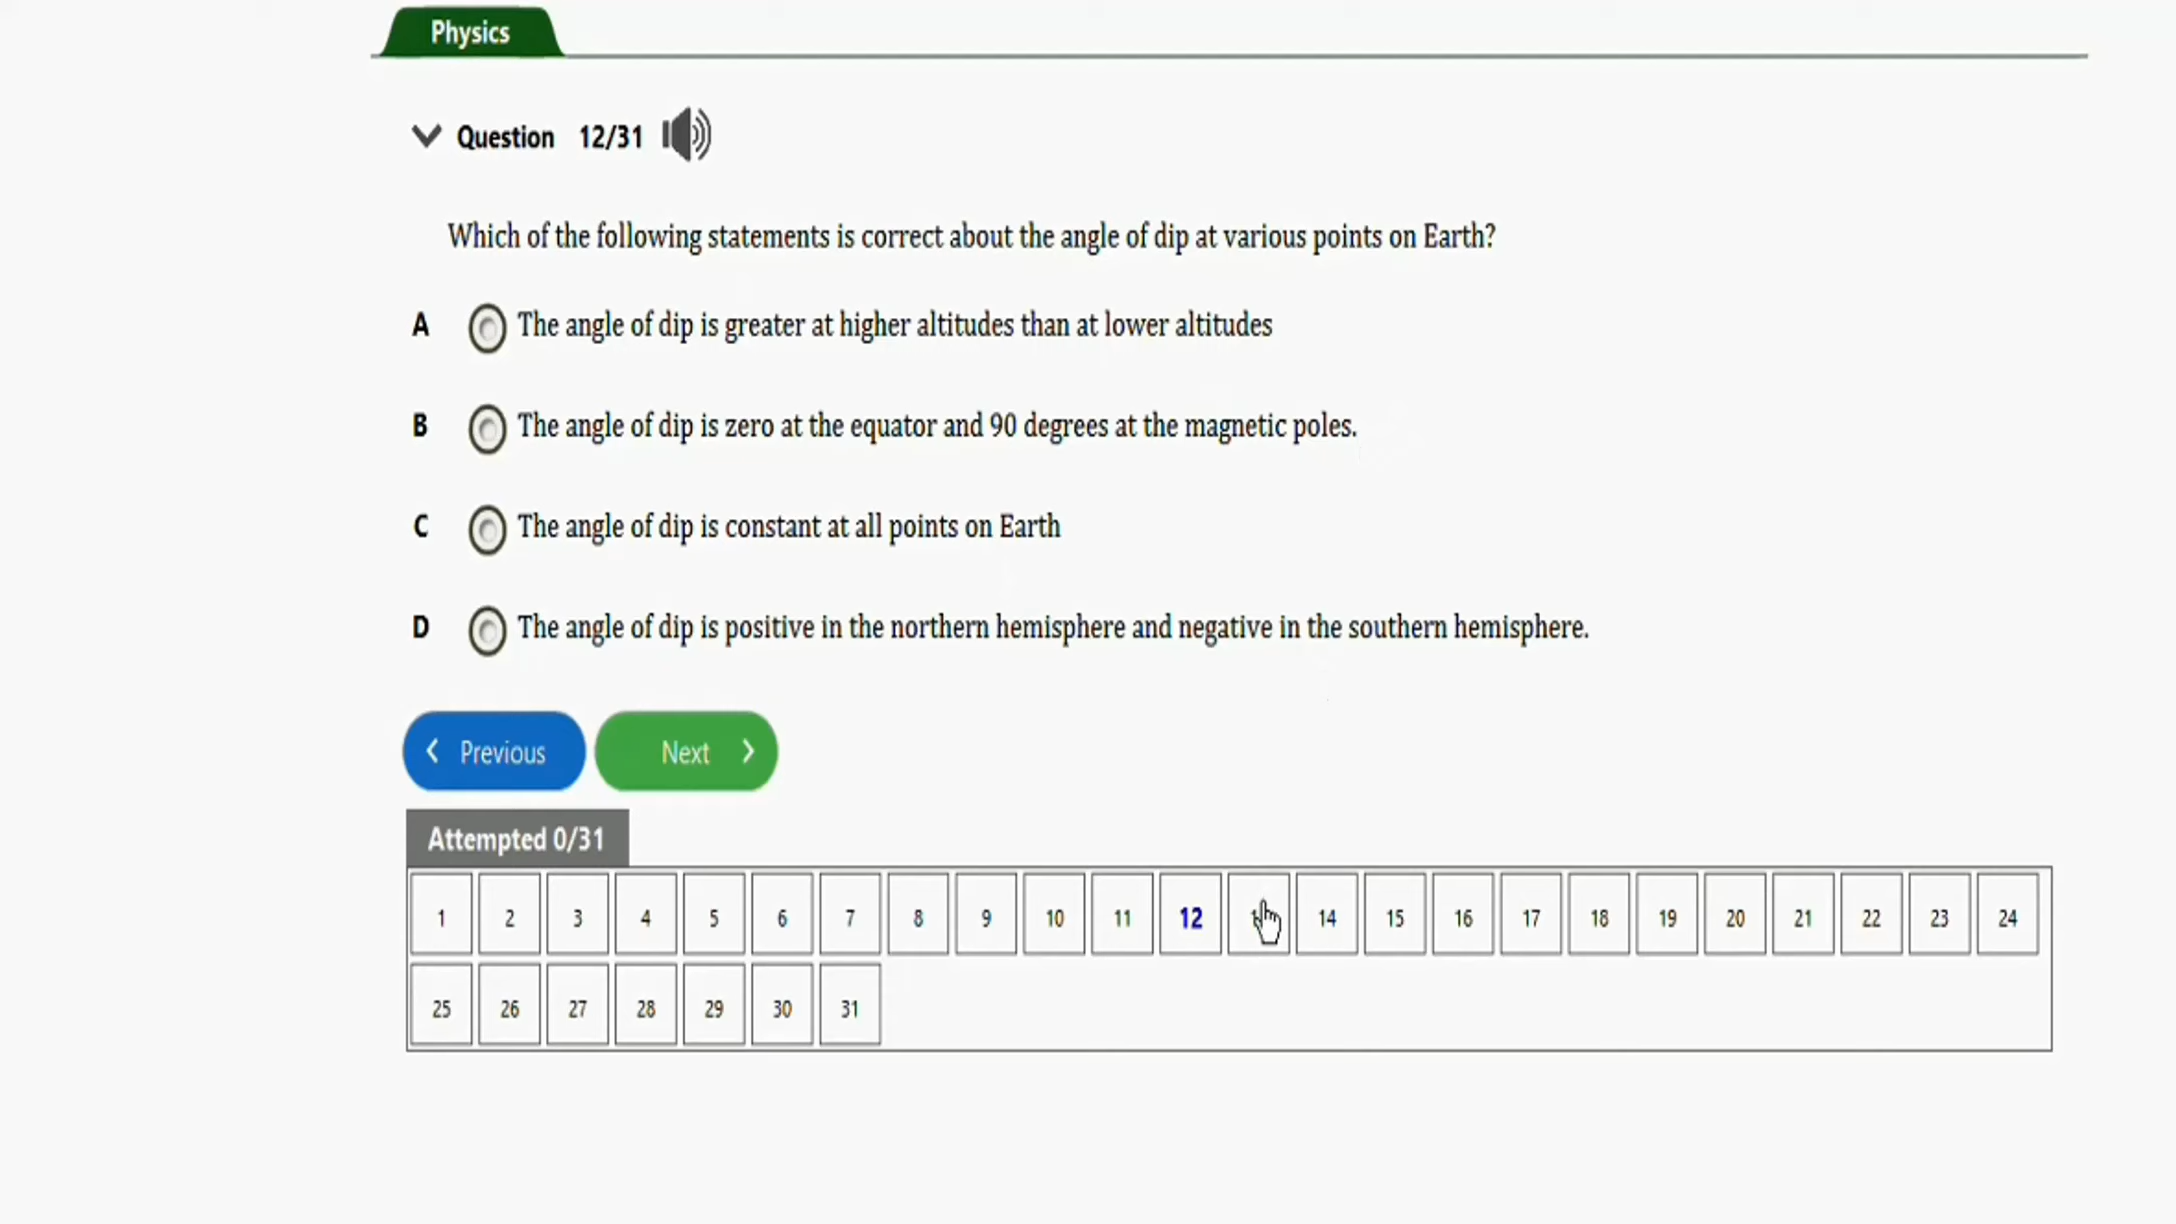 Physics
Question 12/31
Which of the following statements is correct about the angle of dip at various points on Earth?
A The angle of dip is greater at higher altitudes than at lower altitudes
B The angle of dip is zero at the equator and 90 degrees at the magnetic poles.
C The angle of dip is constant at all points on Earth
D The angle of dip is positive in the northern hemisphere and negative in the southern hemisphere.
Previous Next
Attempted 0/31
1 2 3 4 5 6 7 8 9 10 11 12 14 15 16 17 18 19 20 21 22 23 24
25 26 27 28 29 30 31